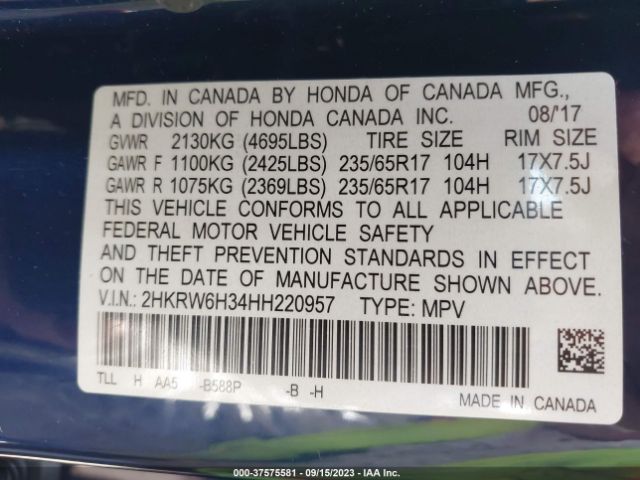 MFD. IN CANADA BY HONDA OF CANADA MFG.,
A DIVISION OF HONDA CANADA INC. 08/'17
GVWR 2130KG (4695LBS) TIRE SIZE RIM SIZE
GAWR F 1100KG (2425LBS) 235/65R17 104H 17X7.5J
GAWR R 1075KG (2369LBS) 235/65R17 104H 17X7.5J
THIS VEHICLE CONFORMS TO ALL APPLICABLE
FEDERAL MOTOR VEHICLE SAFETY
AND THEFT PREVENTION STANDARDS IN EFFECT
ON THE DATE OF MANUFACTURE SHOWN ABOVE.
V.I.N.: 2HKRW6H34HH220957 TYPE: MPV
TLL H AA5 -B588P -B -H
MADE IN CANADA
000-37575581 - 09/15/2023 - IAA Inc.